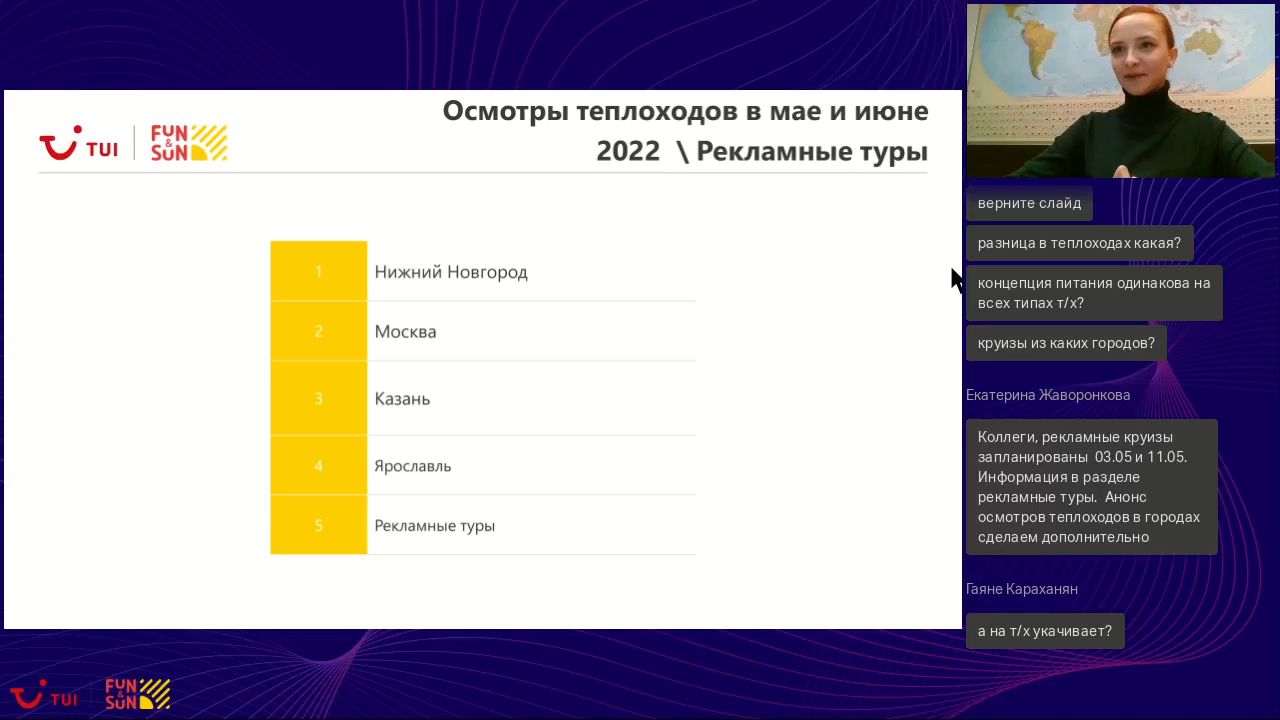 Осмотры теплоходов в мае и июне
2022 \ Рекламные туры
TUI
FUN
&
SUN
1 Нижний Новгород
2 Москва
3 Казань
4 Ярославль
5 Рекламные туры
верните слайд
разница в теплоходах какая?
концепция питания одинакова на
всех типах т/х?
круизы из каких городов?
Екатерина Жаворонкова
Коллеги, рекламные круизы
запланированы 03.05 и 11.05.
Информация в разделе
рекламные туры. Анонс
осмотров теплоходов в городах
сделаем дополнительно
Гаяне Караханян
а на т/х укачивает?
TUI
FUN
&
SUN